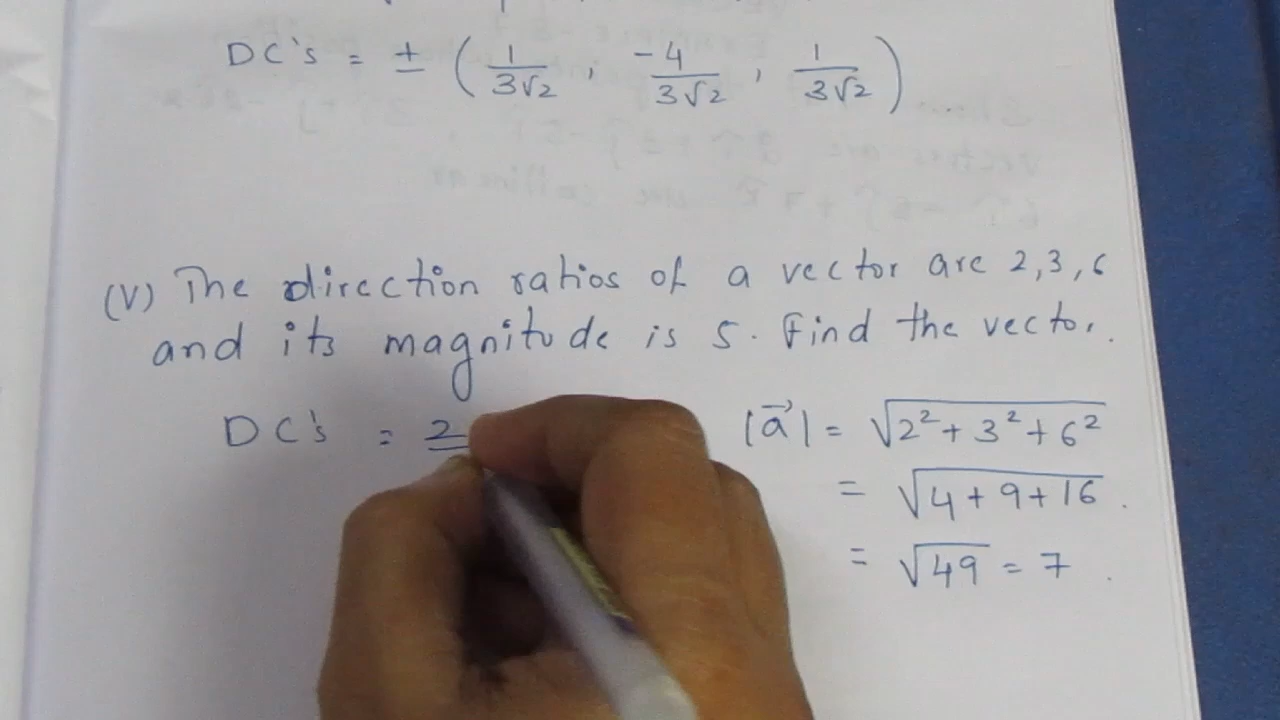 DC's = ± (1/3√2, -4/3√2, 1/3√2)
(V) The direction ratios of a vector are 2,3,6
and its magnitude is 5. Find the vector.
DC's = 2
|a⃗| = √2²+3²+6²
= √4+9+16.
= √49 = 7.